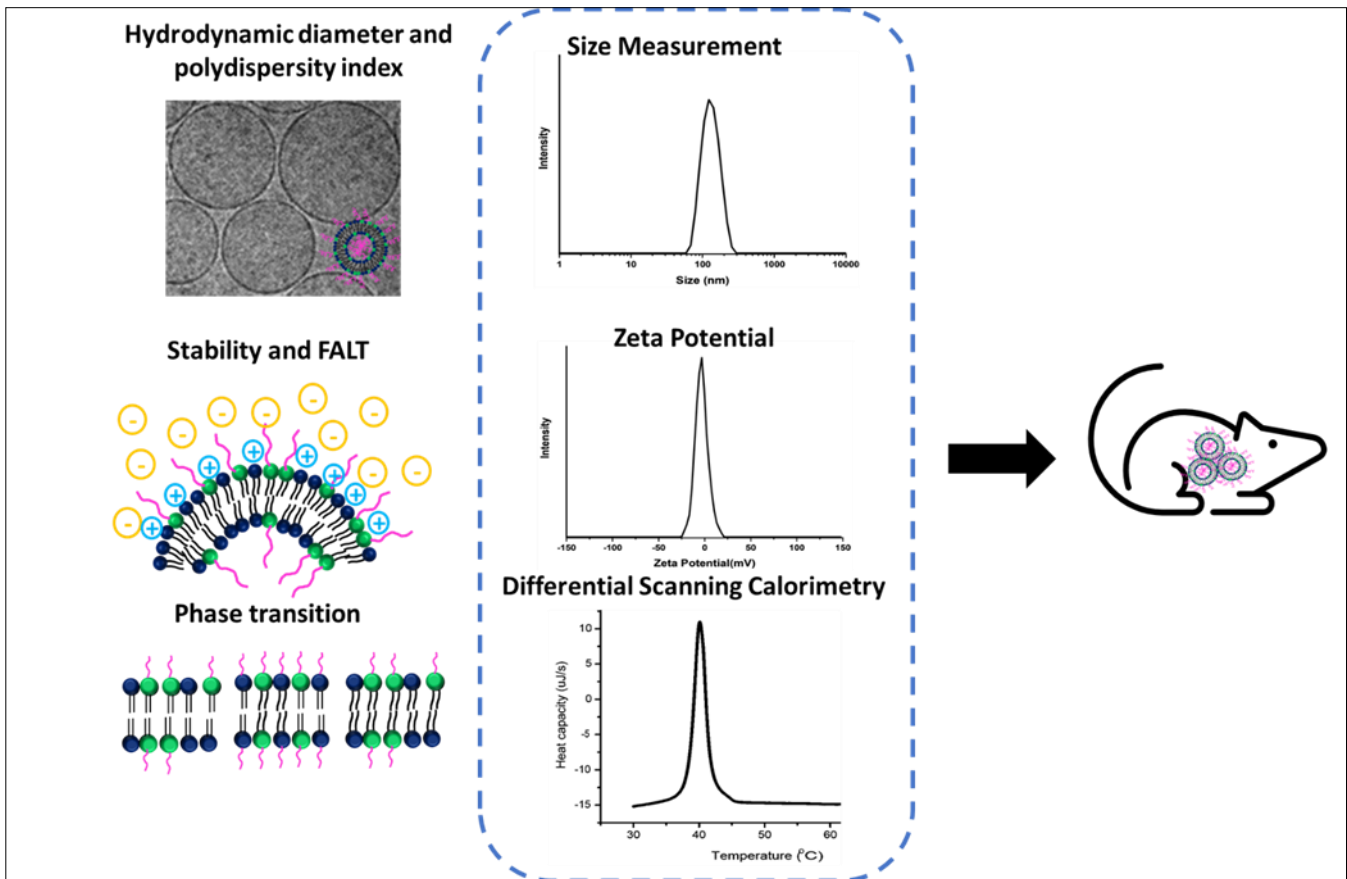 Hydrodynamic diameter and
polydispersity index
Size Measurement
Intensity
1 10 100 1000 10000
Size (nm)
Stability and FALT
- - - - - - - - - -
+ + + + + + +
Zeta Potential
Intensity
-150 -100 -50 0 50 100 150
Zeta Potential(mV)
Phase transition
Differential Scanning Calorimetry
Heat capacity (uJ/s)
10
5
0
-5
-10
-15
30 40 50 60
Temperature (⁰C)